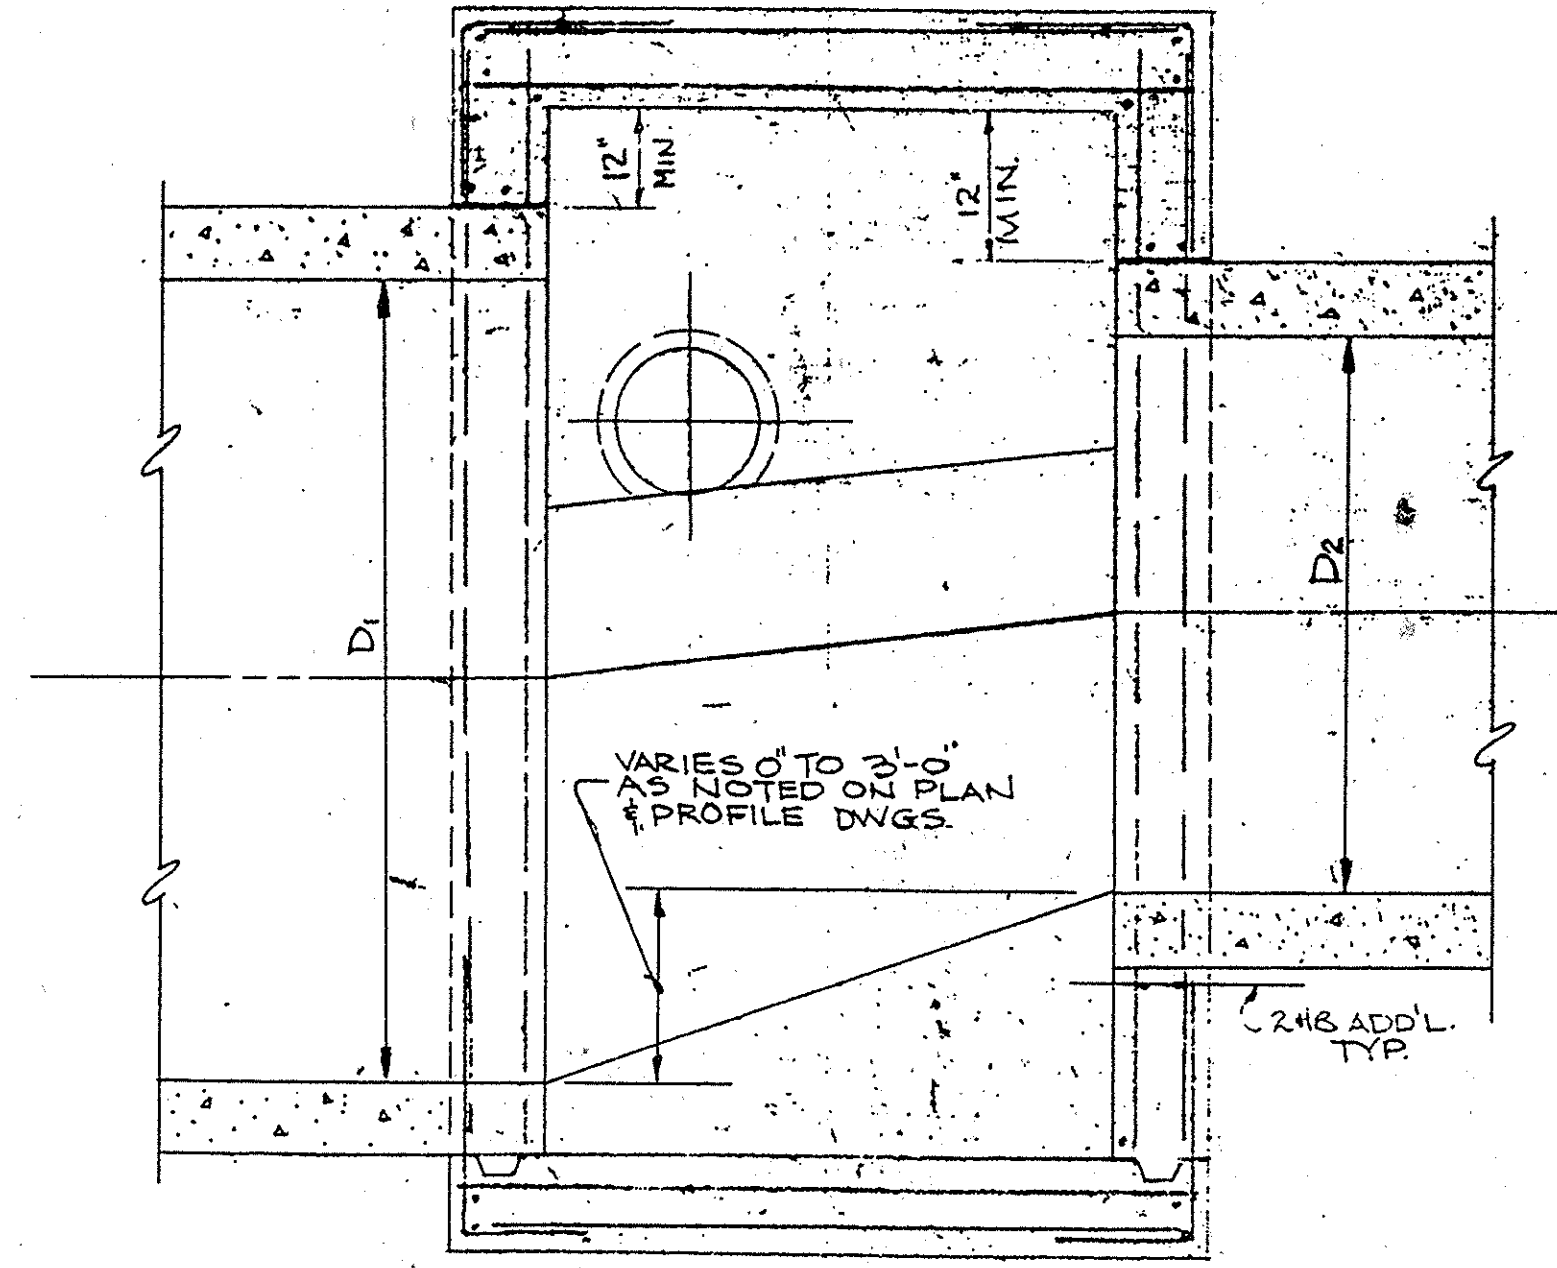 12"
MIN
12"
MIN.
D1
D2
VARIES 0" TO 3'-0"
AS NOTED ON PLAN
& PROFILE DWGS.
2#8 ADD'L.
TYP.